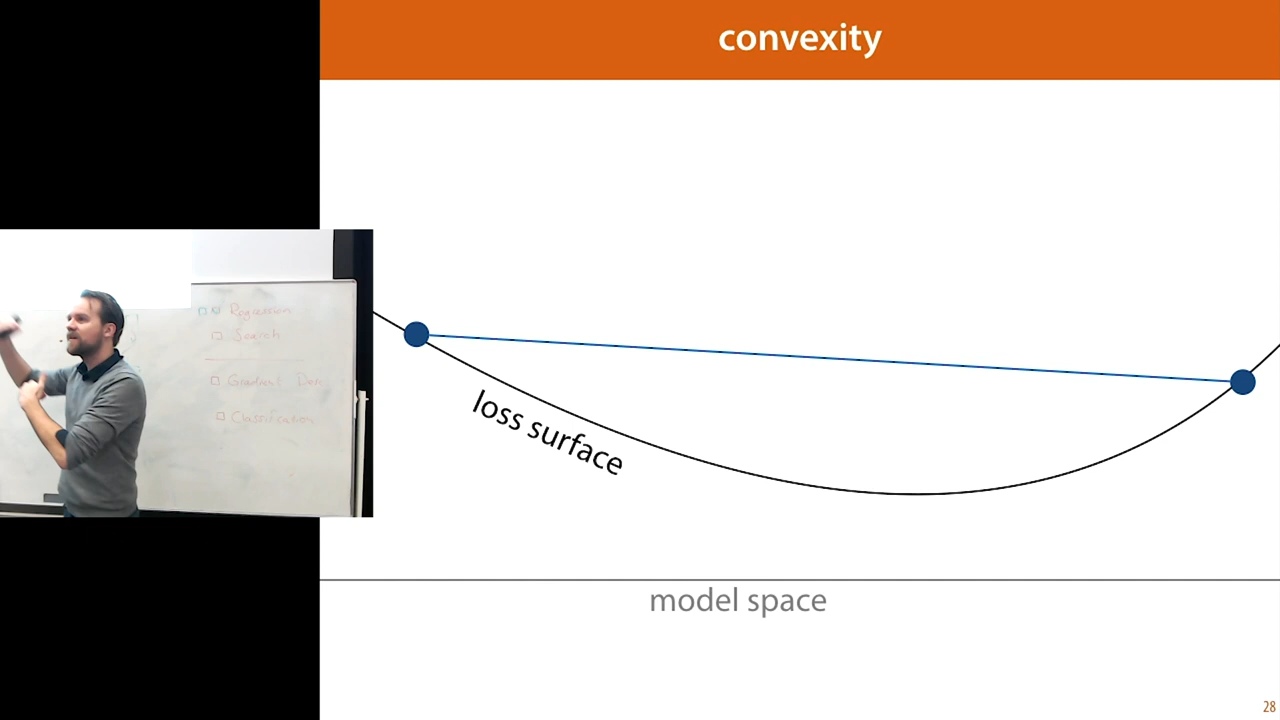 convexity
Regression
Search
Gradient Des
Classification
loss surface
model space
28